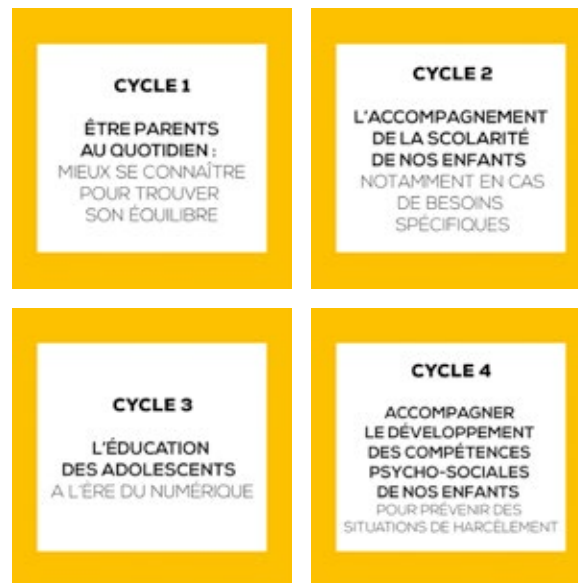 CYCLE 1
ÊTRE PARENTS
AU QUOTIDIEN :
MIEUX SE CONNAÎTRE
POUR TROUVER
SON ÉQUILIBRE
CYCLE 2
L'ACCOMPAGNEMENT
DE LA SCOLARITÉ
DE NOS ENFANTS
NOTAMMENT EN CAS
DE BESOINS
SPÉCIFIQUES
CYCLE 3
L'ÉDUCATION
DES ADOLESCENTS
A L'ÈRE DU NUMÉRIQUE
CYCLE 4
ACCOMPAGNER
LE DÉVELOPPEMENT
DES COMPÉTENCES
PSYCHO-SOCIALES
DE NOS ENFANTS
POUR PRÉVENIR DES
SITUATIONS DE HARCÈLEMENT